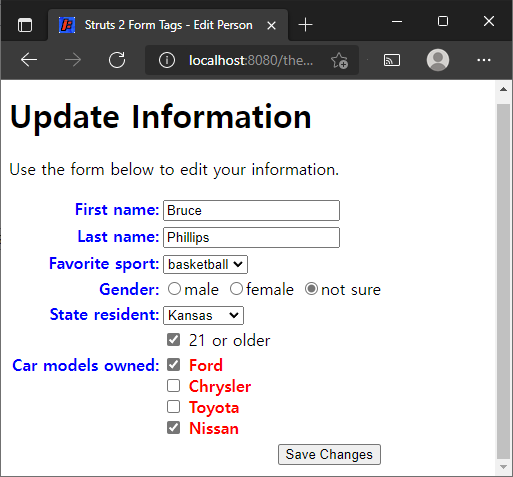 Struts 2 Form Tags - Edit Person
localhost:8080/the...
Update Information
Use the form below to edit your information.
First name: Bruce
Last name: Phillips
Favorite sport: basketball
Gender: male female not sure
State resident: Kansas
21 or older
Car models owned: Ford
Chrysler
Toyota
Nissan
Save Changes